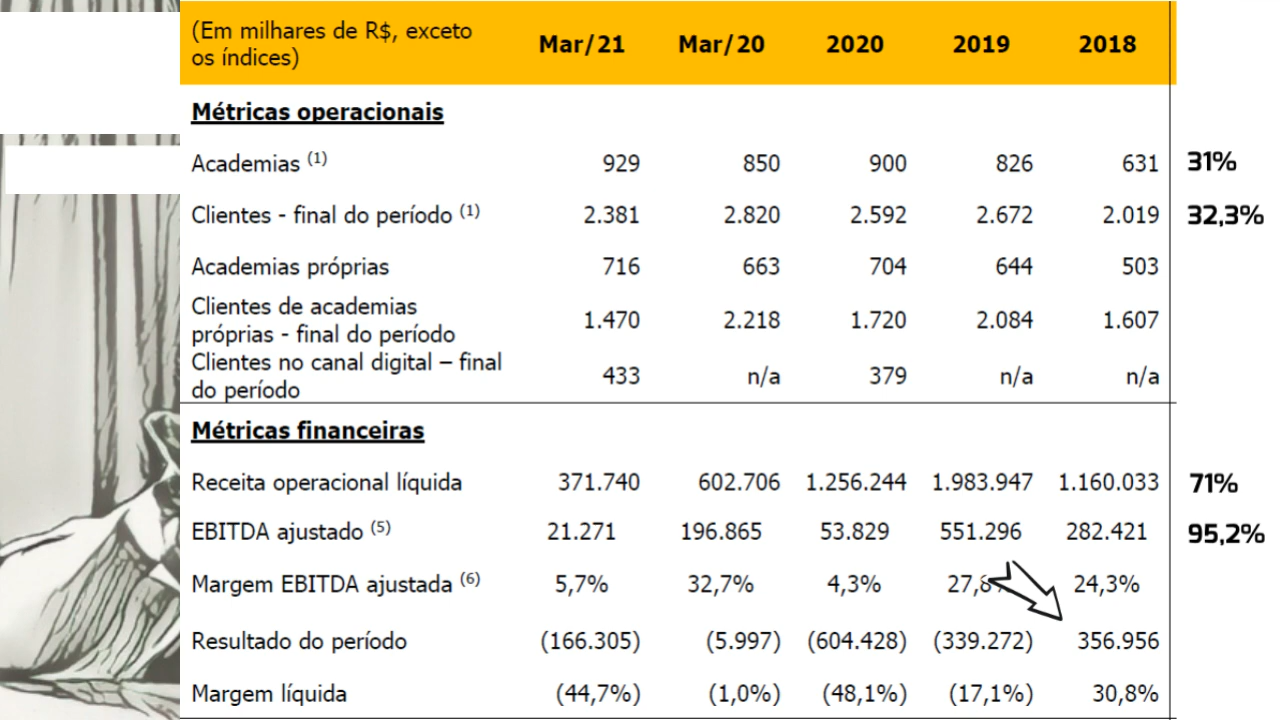 (Em milhares de R$, exceto os índices) Mar/21 Mar/20 2020 2019 2018
Métricas operacionais
Academias (1) 929 850 900 826 631 31%
Clientes - final do período (1) 2.381 2.820 2.592 2.672 2.019 32,3%
Academias próprias 716 663 704 644 503
Clientes de academias próprias - final do período 1.470 2.218 1.720 2.084 1.607
Clientes no canal digital – final do período 433 n/a 379 n/a n/a
Métricas financeiras
Receita operacional líquida 371.740 602.706 1.256.244 1.983.947 1.160.033 71%
EBITDA ajustado (5) 21.271 196.865 53.829 551.296 282.421 95,2%
Margem EBITDA ajustada (6) 5,7% 32,7% 4,3% 24,3%
Resultado do período (166.305) (5.997) (604.428) (339.272) 356.956
Margem líquida (44,7%) (1,0%) (48,1%) (17,1%) 30,8%